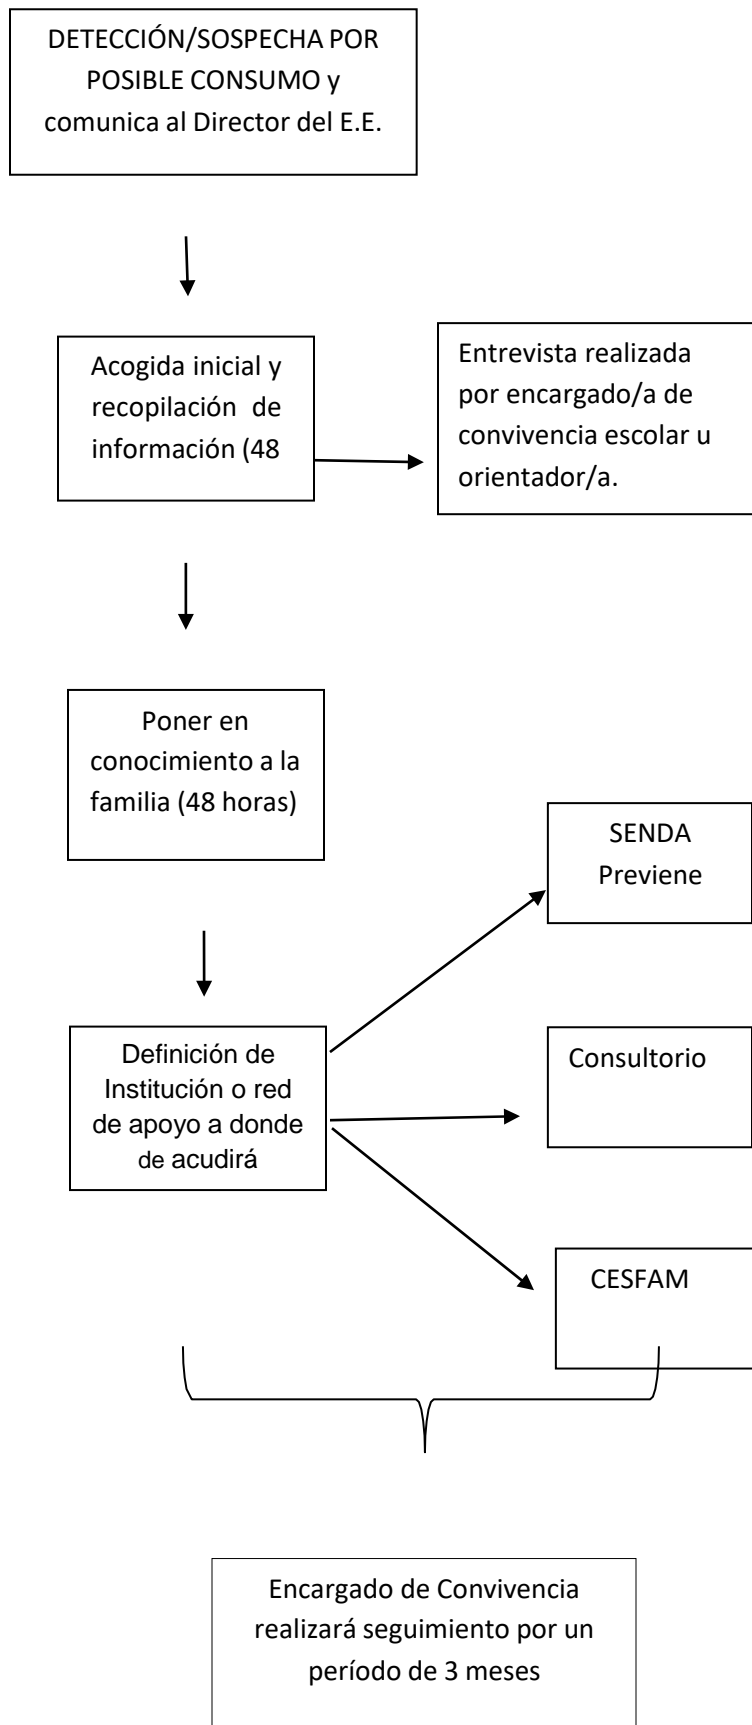 DETECCIÓN/SOSPECHA POR
POSIBLE CONSUMO y
comunica al Director del E.E.
Acogida inicial y
recopilación de
información (48
Entrevista realizada
por encargado/a de
convivencia escolar u
orientador/a.
Poner en
conocimiento a la
familia (48 horas)
SENDA
Previene
Definición de
Institución o red
de apoyo a donde
de acudirá
Consultorio
CESFAM
Encargado de Convivencia
realizará seguimiento por un
período de 3 meses